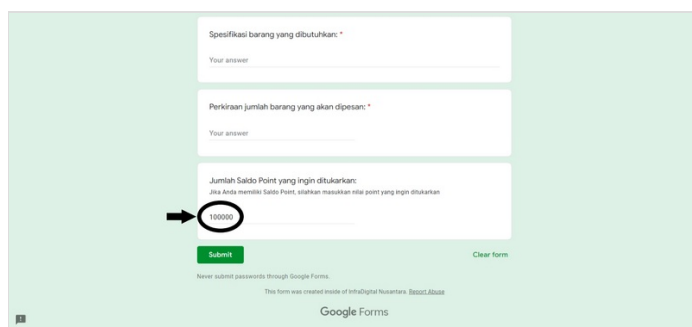 Spesifikasi barang yang dibutuhkan: *
Your answer
Perkiraan jumlah barang yang akan dipesan: *
Your answer
Jumlah Saldo Point yang ingin ditukarkan:
Jika Anda memiliki Saldo Point, silahkan masukkan nilai point yang ingin ditukarkan
100000
Submit
Clear form
Never submit passwords through Google Forms.
This form was created inside of InfraDigital Nusantara. Report Abuse
Google Forms